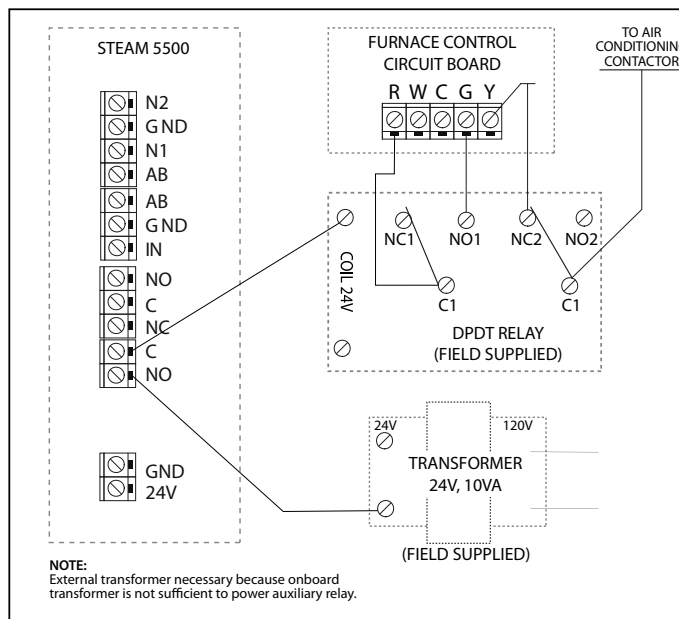 STEAM 5500
N2
GND
N1
AB
AB
GND
IN
NO
C
NC
C
NO
GND
24V
FURNACE CONTROL
CIRCUIT BOARD
R W C G Y
TO AIR
CONDITIONING
CONTACTOR
NC1
NO1
NC2
NO2
COIL 24V
C1
C1
DPDT RELAY
(FIELD SUPPLIED)
24V
120V
TRANSFORMER
24V, 10VA
(FIELD SUPPLIED)
NOTE:
External transformer necessary because onboard
transformer is not sufficient to power auxiliary relay.